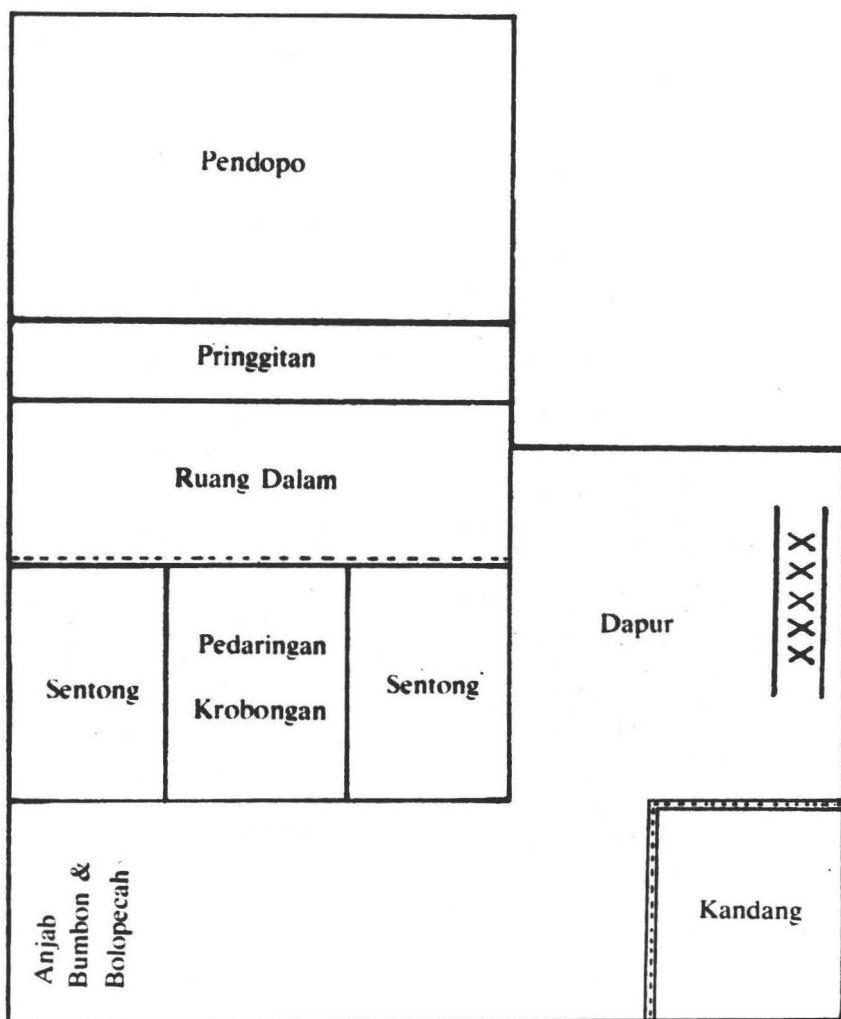 Pendopo
Pringgitan
Ruang Dalam
Sentong
Pedaringan
Krobongan
Sentong
Dapur
Anjab
Bumbon &
Bolopecah
Kandang